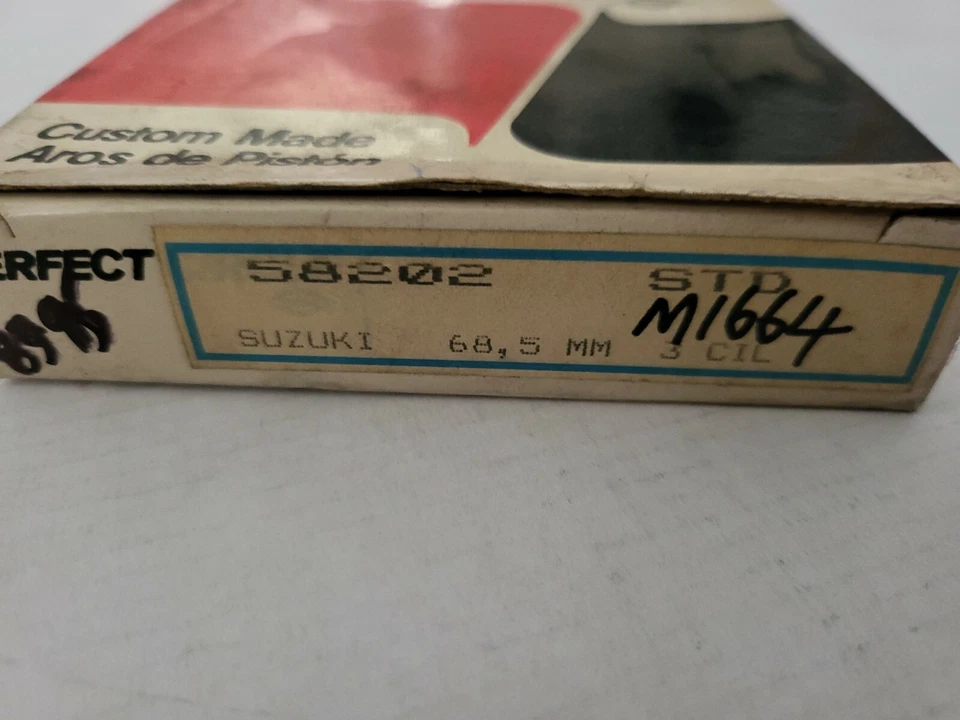 Custom Made
Aros de Pistón
ERFECT
58202 STD
M1664
SUZUKI 68,5 MM 3 CIL